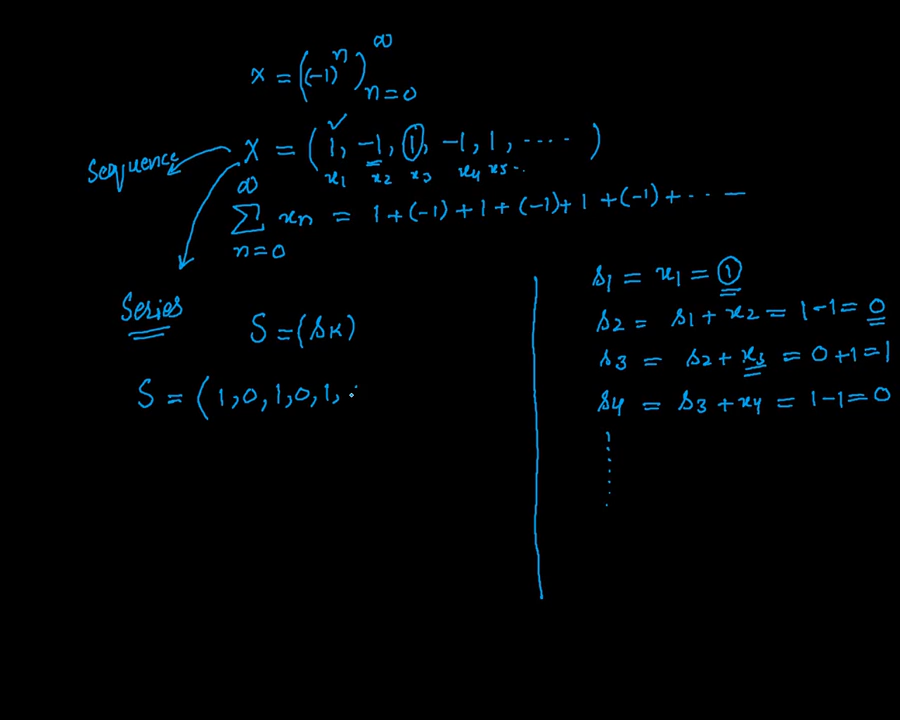 x = ((-1)^n)_{n=0}^∞
Sequence X = (1, -1, 1, -1, 1, ..... )
x1 x2 x3 x4 x5 ..
∑_{n=0}^∞ xn = 1 + (-1) + 1 + (-1) + 1 + (-1) + ...
Series
S = (sk)
S = (1, 0, 1, 0, 1, .
s1 = x1 = 1
s2 = s1 + x2 = 1-1 = 0
s3 = s2 + x3 = 0+1 = 1
s4 = s3 + x4 = 1-1 = 0